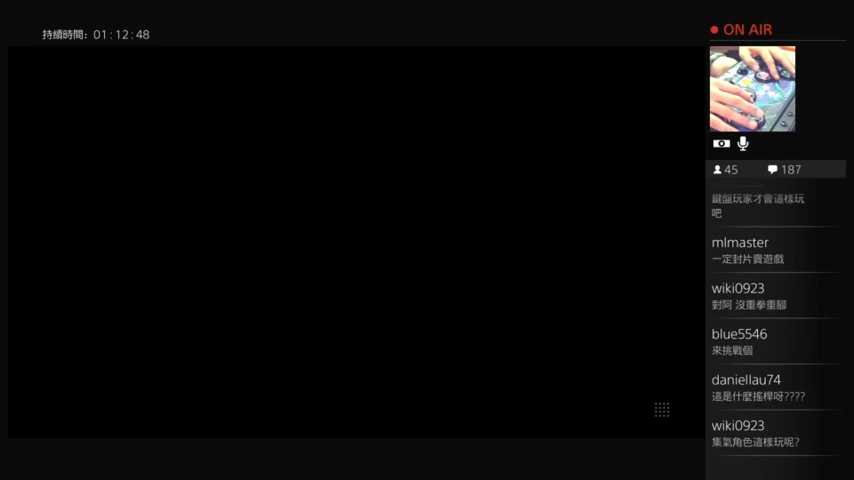 持續時間: 01:12:48
ON AIR
45 187
鍵盤玩家才會這樣玩
吧
mlmaster
一定封片賣遊戲
wiki0923
對阿 沒重拳重腳
blue5546
來挑戰個
daniellau74
這是什麼搖桿呀????
wiki0923
集氣角色這樣玩呢?